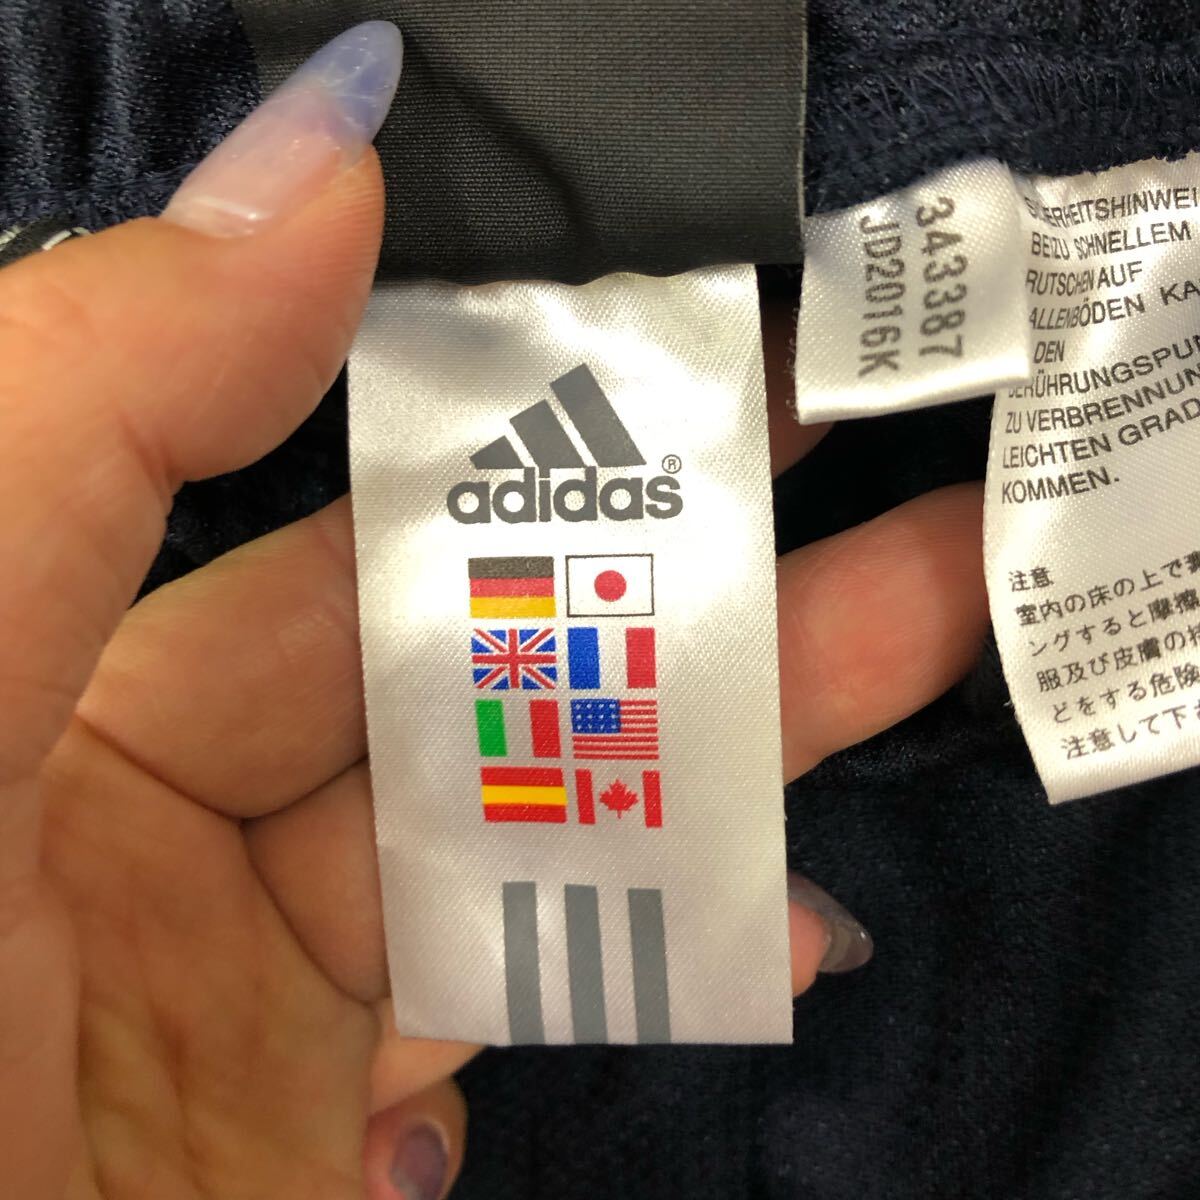 adidas®
343387
JD2016K
BEI ZU SCHNELLEM
RUTSCHEN AUF
DEN
ZU VERBRENNUN
LEICHTEN GRAD
KOMMEN.
注意
室内の床の上で
ングすると摩擦
服及び皮膚の
どをする危険
注意して下